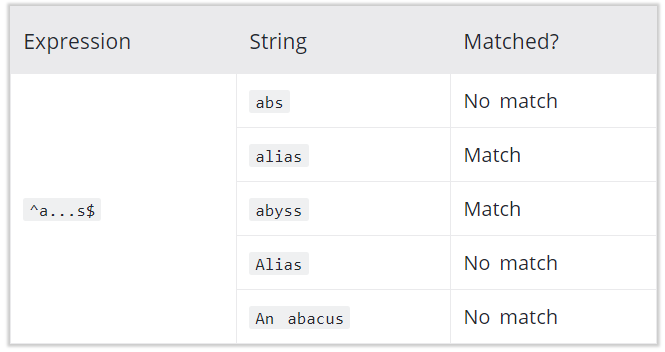 Expression String Matched?
abs No match
alias Match
^a...s$ abyss Match
Alias No match
An abacus No match